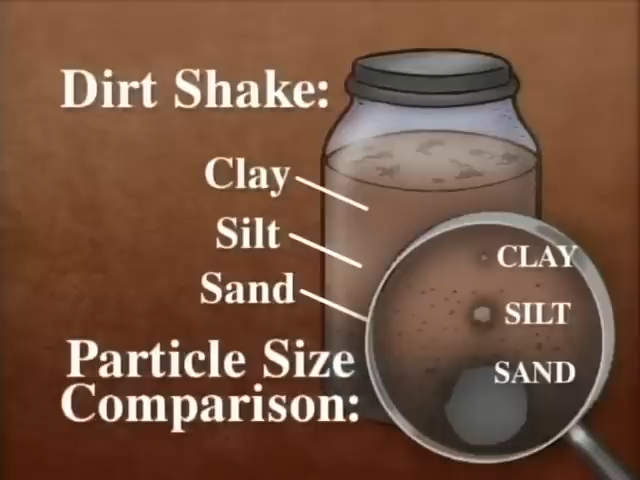 Dirt Shake:
Clay
Silt
Sand
Particle Size
Comparison:
CLAY
SILT
SAND